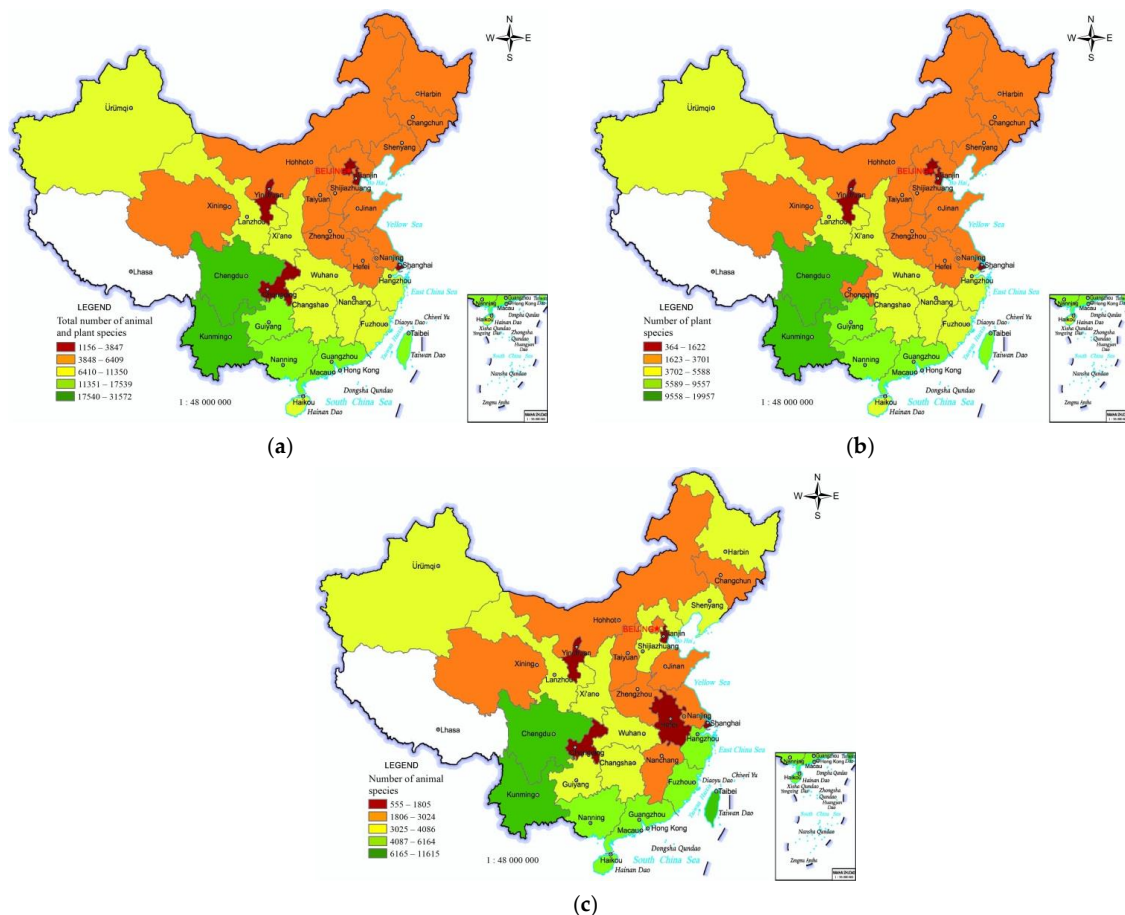 N
W E
S
Harbin
Ürümqi
Changchun
Shenyang
Hohhot
BEIJING
Tianjin
Bo Hai
Yinchuan
Shijiazhuang
Taiyuan
Xining
Jinan
Lanzhou
Yellow Sea
Zhengzhou
Xi'an
Nanjing
Hefei
Shanghai
Lhasa
Chengdu
Wuhan
Hangzhou
East China Sea
Nanchang
Changsha
LEGEND
Total number of animal
and plant species
1156 – 3847
3848 – 6409
6410 – 11350
11351 – 17539
17540 – 31572
Guiyang
Fuzhou
Diaoyu Dao
Chiwei Yu
Kunming
Taibei
Taiwan Dao
Guangzhou
Nanning
Macau
Hong Kong
Dongsha Qundao
South China Sea
Haikou
Hainan Dao
1 : 48 000 000
(a)
N
W E
S
Harbin
Ürümqi
Changchun
Shenyang
Hohhot
BEIJING
Tianjin
Bo Hai
Yinchuan
Shijiazhuang
Taiyuan
Xining
Jinan
Lanzhou
Yellow Sea
Zhengzhou
Xi'an
Nanjing
Hefei
Shanghai
Lhasa
Chengdu
Wuhan
Hangzhou
Chongqing
East China Sea
Nanchang
Changsha
LEGEND
Number of plant
species
364 – 1622
1623 – 3701
3702 – 5588
5589 – 9557
9558 – 19957
Guiyang
Fuzhou
Diaoyu Dao
Chiwei Yu
Kunming
Taibei
Taiwan Dao
Guangzhou
Nanning
Macau
Hong Kong
Dongsha Qundao
South China Sea
Haikou
Hainan Dao
1 : 48 000 000
(b)
N
W E
S
Harbin
Ürümqi
Changchun
Shenyang
Hohhot
BEIJING
Tianjin
Yinchuan
Shijiazhuang
Taiyuan
Xining
Jinan
Lanzhou
Yellow Sea
Zhengzhou
Xi'an
Nanjing
Shanghai
Lhasa
Chengdu
Wuhan
Hangzhou
East China Sea
Nanchang
Changsha
LEGEND
Number of animal
species
555 – 1805
1806 – 3024
3025 – 4086
4087 – 6164
6165 – 11615
Guiyang
Fuzhou
Diaoyu Dao
Chiwei Yu
Kunming
Taibei
Taiwan Dao
Guangzhou
Nanning
Macau
Hong Kong
Dongsha Qundao
South China Sea
Haikou
Hainan Dao
1 : 48 000 000
(c)